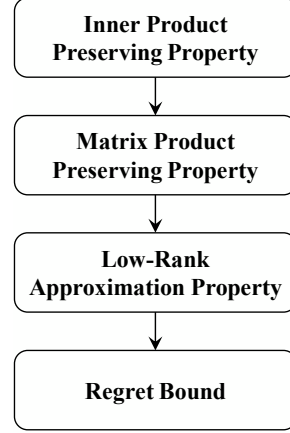 Inner Product
Preserving Property
Matrix Product
Preserving Property
Low-Rank
Approximation Property
Regret Bound